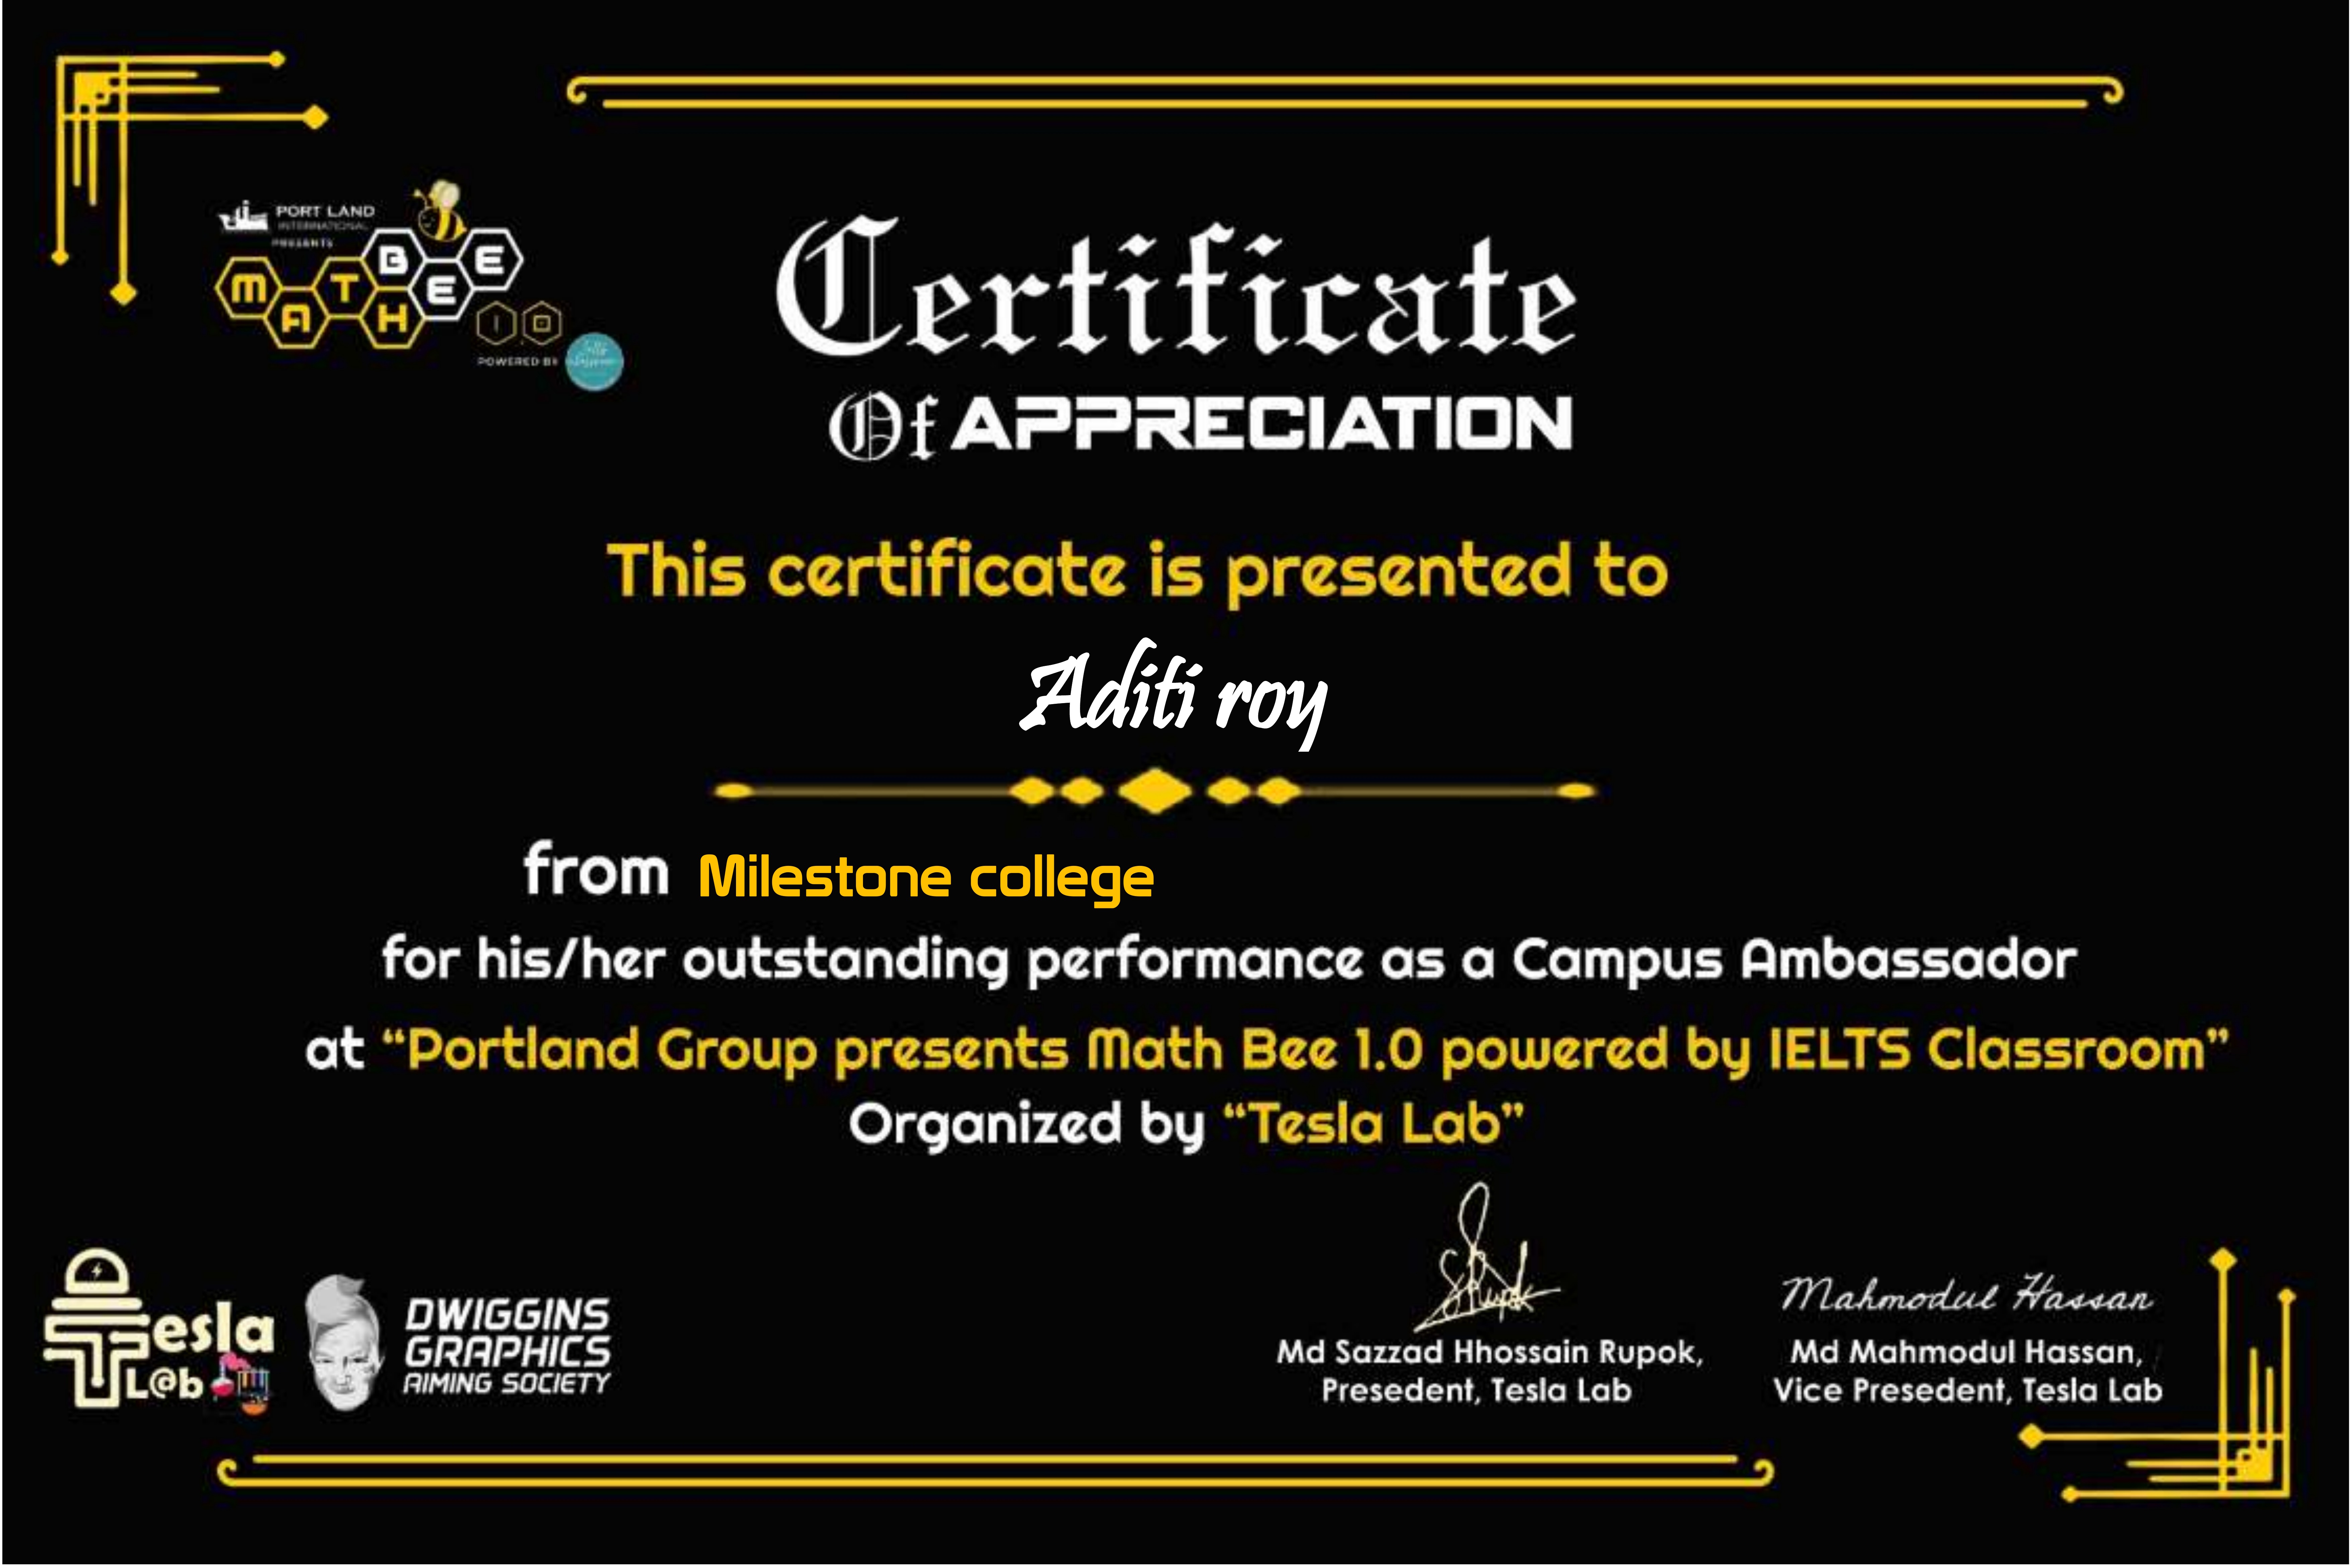 PORT LAND
INTERNATIONAL
PRESENTS
MATH BEE
1.0
POWERED BY
Certificate
Of APPRECIATION
This certificate is presented to
Aditi roy
from Milestone college
for his/her outstanding performance as a Campus Ambassador
at “Portland Group presents Math Bee 1.0 powered by IELTS Classroom”
Organized by “Tesla Lab”
Tesla
L@b
DWIGGINS
GRAPHICS
AIMING SOCIETY
Mahmodul Hassan
Md Sazzad Hhossain Rupok,
Presedent, Tesla Lab
Md Mahmodul Hassan,
Vice Presedent, Tesla Lab